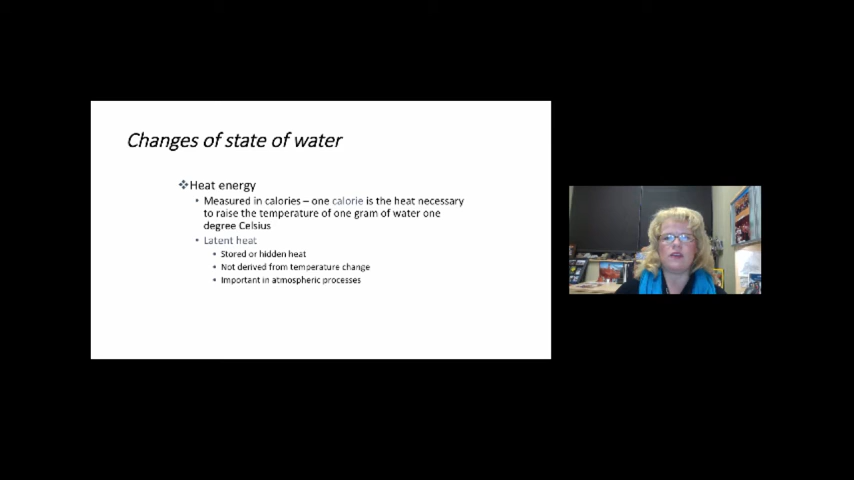 Changes of state of water
❖Heat energy
• Measured in calories – one calorie is the heat necessary
to raise the temperature of one gram of water one
degree Celsius
• Latent heat
• Stored or hidden heat
• Not derived from temperature change
• Important in atmospheric processes